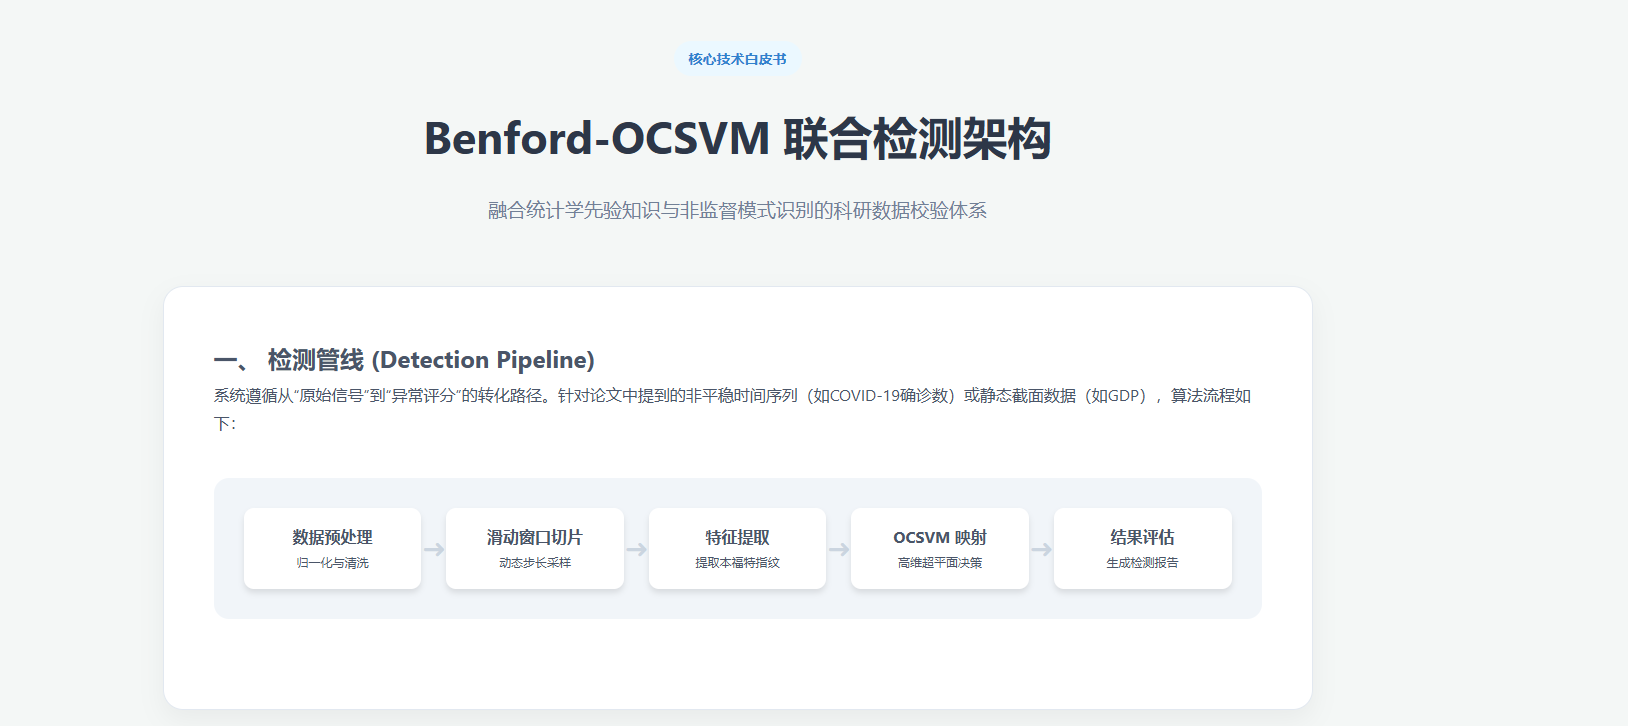 核心技术白皮书
Benford-OCSVM 联合检测架构
融合统计学先验知识与非监督模式识别的科研数据校验体系
一、 检测管线 (Detection Pipeline)
系统遵循从“原始信号”到“异常评分”的转化路径。针对论文中提到的非平稳时间序列（如COVID-19确诊数）或静态截面数据（如GDP），算法流程如
下：
数据预处理
归一化与清洗
→
滑动窗口切片
动态步长采样
→
特征提取
提取本福特指纹
→
OCSVM 映射
高维超平面决策
→
结果评估
生成检测报告